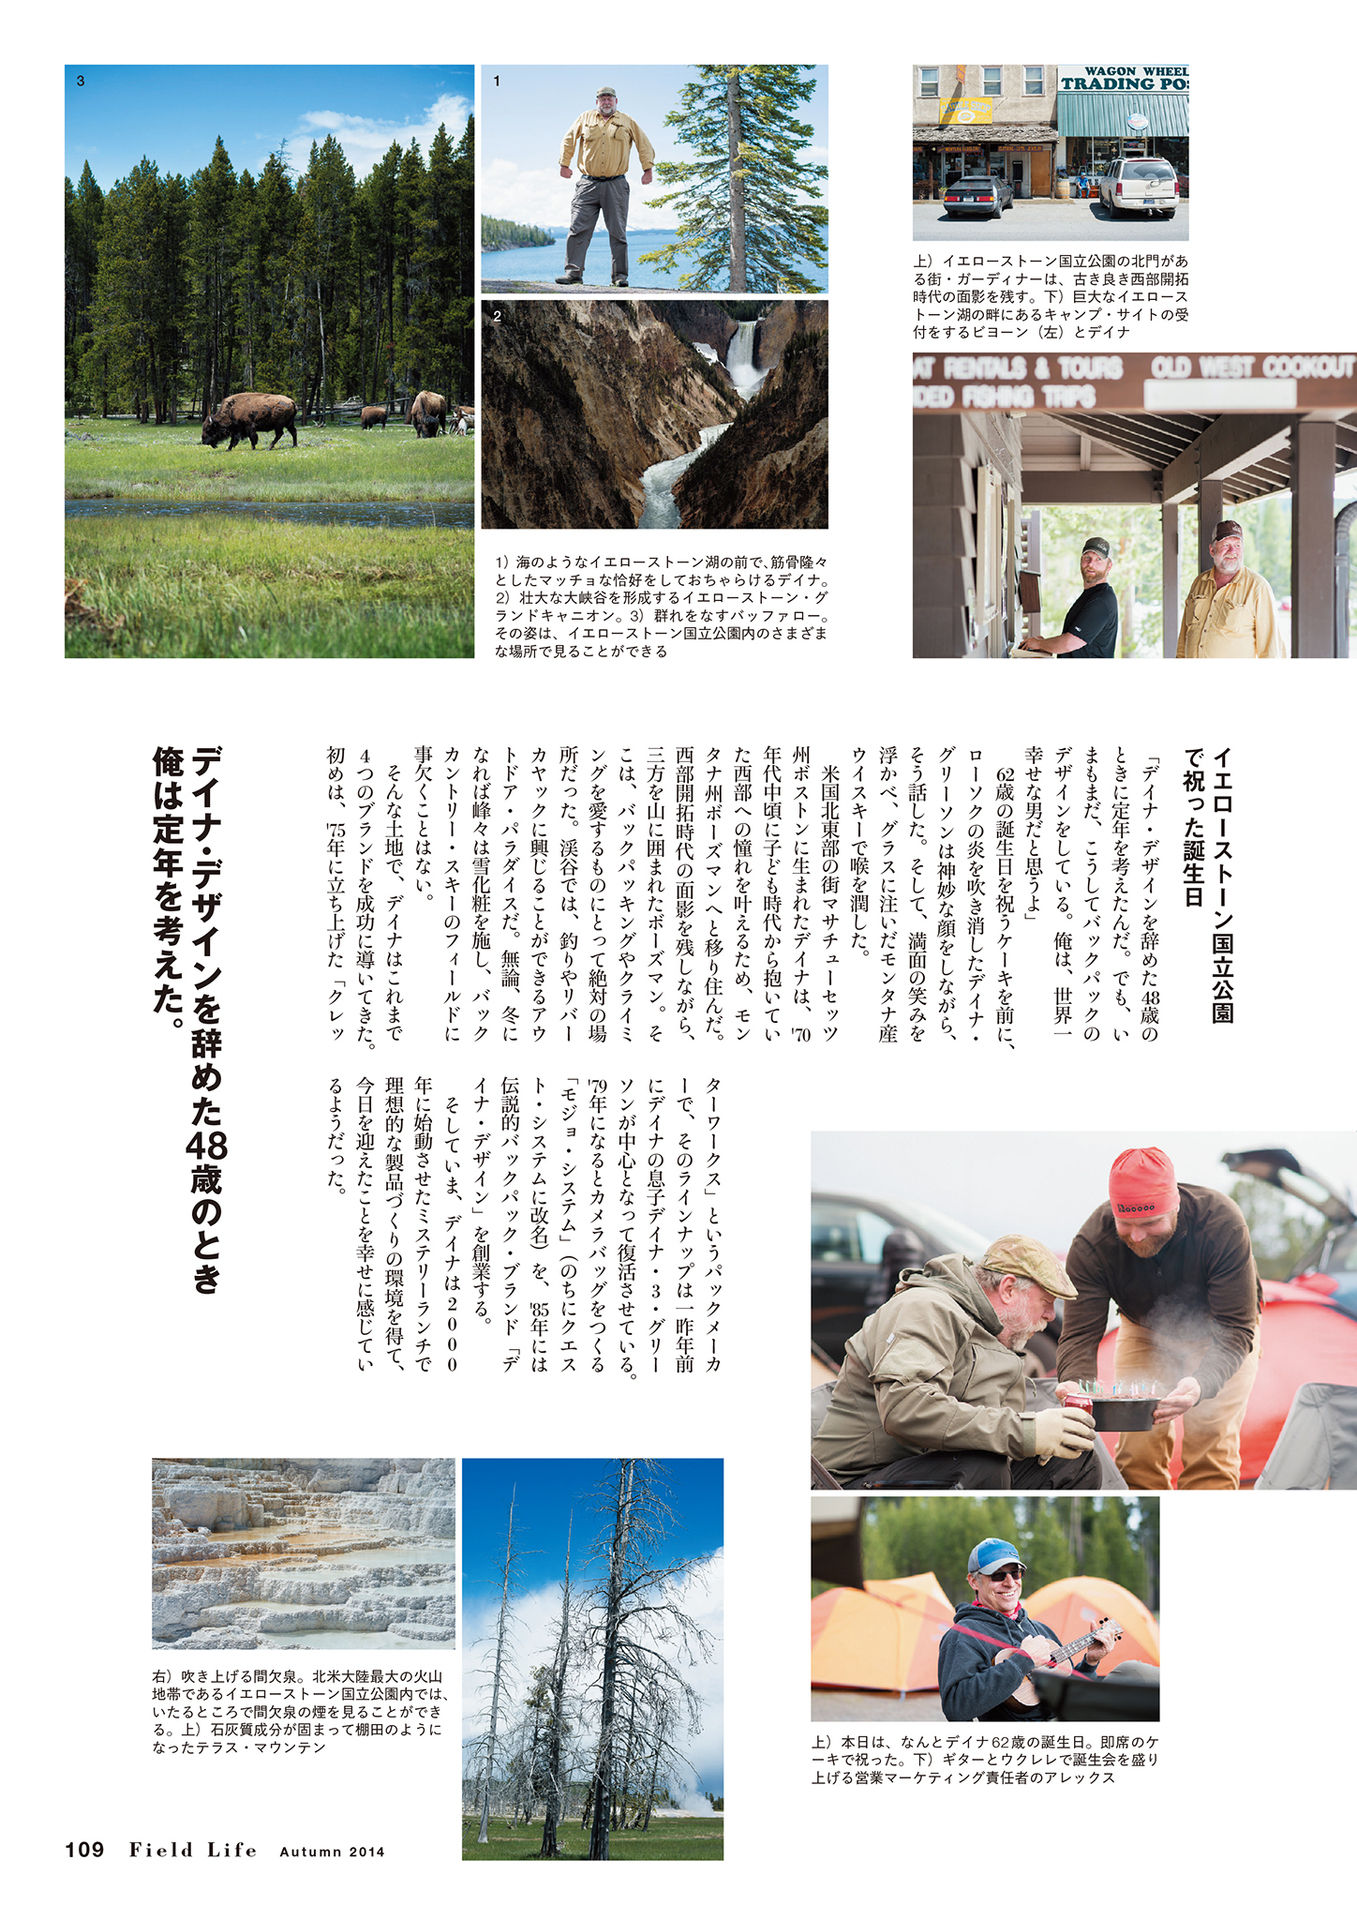 3
1
2
WAGON WHEEL
TRADING PO
上）イエローストーン国立公園の北門があ
る街・ガーディナーは、古き良き西部開拓
時代の面影を残す。下）巨大なイエロース
トーン湖の畔にあるキャンプ・サイトの受
付をするビヨーン（左）とデイナ
AT RENTALS & TOURS
OLD WEST COOKOUT
DED FISHING TRIPS
1）海のようなイエローストーン湖の前で、筋骨隆々
としたマッチョな恰好をしておちゃらけるデイナ。
2）壮大な大峡谷を形成するイエローストーン・グ
ランドキャニオン。3）群れをなすバッファロー。
その姿は、イエローストーン国立公園内のさまざま
な場所で見ることができる
イエローストーン国立公園
で祝った誕生日
「デイナ・デザインを辞めた48歳の
ときに定年を考えたんだ。でも、い
まもまだ、こうしてバックパックの
デザインをしている。俺は、世界一
幸せな男だと思うよ」
62歳の誕生日を祝うケーキを前に、
ローソクの炎を吹き消したデイナ・
グリーソンは神妙な顔をしながら、
そう話した。そして、満面の笑みを
浮かべ、グラスに注いだモンタナ産
ウイスキーで喉を潤した。
米国北東部の街マサチューセッツ
州ボストンに生まれたデイナは、'70
年代中頃に子ども時代から抱いてい
た西部への憧れを叶えるため、モン
タナ州ボーズマンへと移り住んだ。
西部開拓時代の面影を残しながら、
三方を山に囲まれたボーズマン。そ
こは、バックパッキングやクライミ
ングを愛するものにとって絶対の場
所だった。渓谷では、釣りやリバー
カヤックに興じることができるアウ
トドア・パラダイスだ。無論、冬に
なれば峰々は雪化粧を施し、バック
カントリー・スキーのフィールドに
事欠くことはない。
そんな土地で、デイナはこれまで
4つのブランドを成功に導いてきた。
初めは、'75年に立ち上げた「クレッ
ターワークス」というパックメーカ
ーで、そのラインナップは一昨年前
にデイナの息子デイナ・3・グリー
ソンが中心となって復活させている。
'79年になるとカメラバッグをつくる
「モジョ・システム」（のちにクエス
ト・システムに改名）を、'85年には
伝説的バックパック・ブランド「デ
イナ・デザイン」を創業する。
そしていま、デイナは2000
年に始動させたミステリーランチで
理想的な製品づくりの環境を得て、
今日を迎えたことを幸せに感じてい
るようだった。
デイナ・デザインを辞めた48歳のとき
俺は定年を考えた。
右）吹き上げる間欠泉。北米大陸最大の火山
地帯であるイエローストーン国立公園内では、
いたるところで間欠泉の煙を見ることができ
る。上）石灰質成分が固まって棚田のように
なったテラス・マウンテン
上）本日は、なんとデイナ62歳の誕生日。即席のケ
ーキで祝った。下）ギターとウクレレで誕生会を盛り
上げる営業マーケティング責任者のアレックス
109 Field Life Autumn 2014